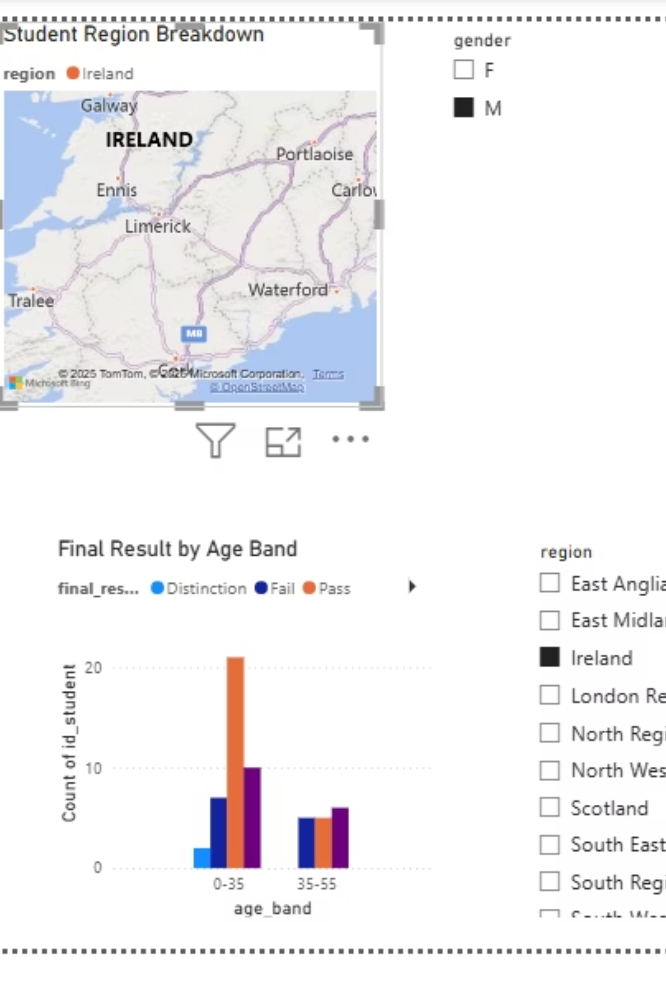 Student Region Breakdown
region Ireland
Galway
IRELAND
Portlaoise
Ennis
Carlow
Limerick
Waterford
Tralee
M8
Cork
© 2025 TomTom, © 2025 Microsoft Corporation, Terms
Microsoft Bing
© OpenStreetMap
gender
F
M
Final Result by Age Band
final_res... Distinction Fail Pass
Count of id_student
20
10
0
0-35 35-55
age_band
region
East Anglia
East Midla
Ireland
London Re
North Regi
North Wes
Scotland
South East
South Regi
South Wes